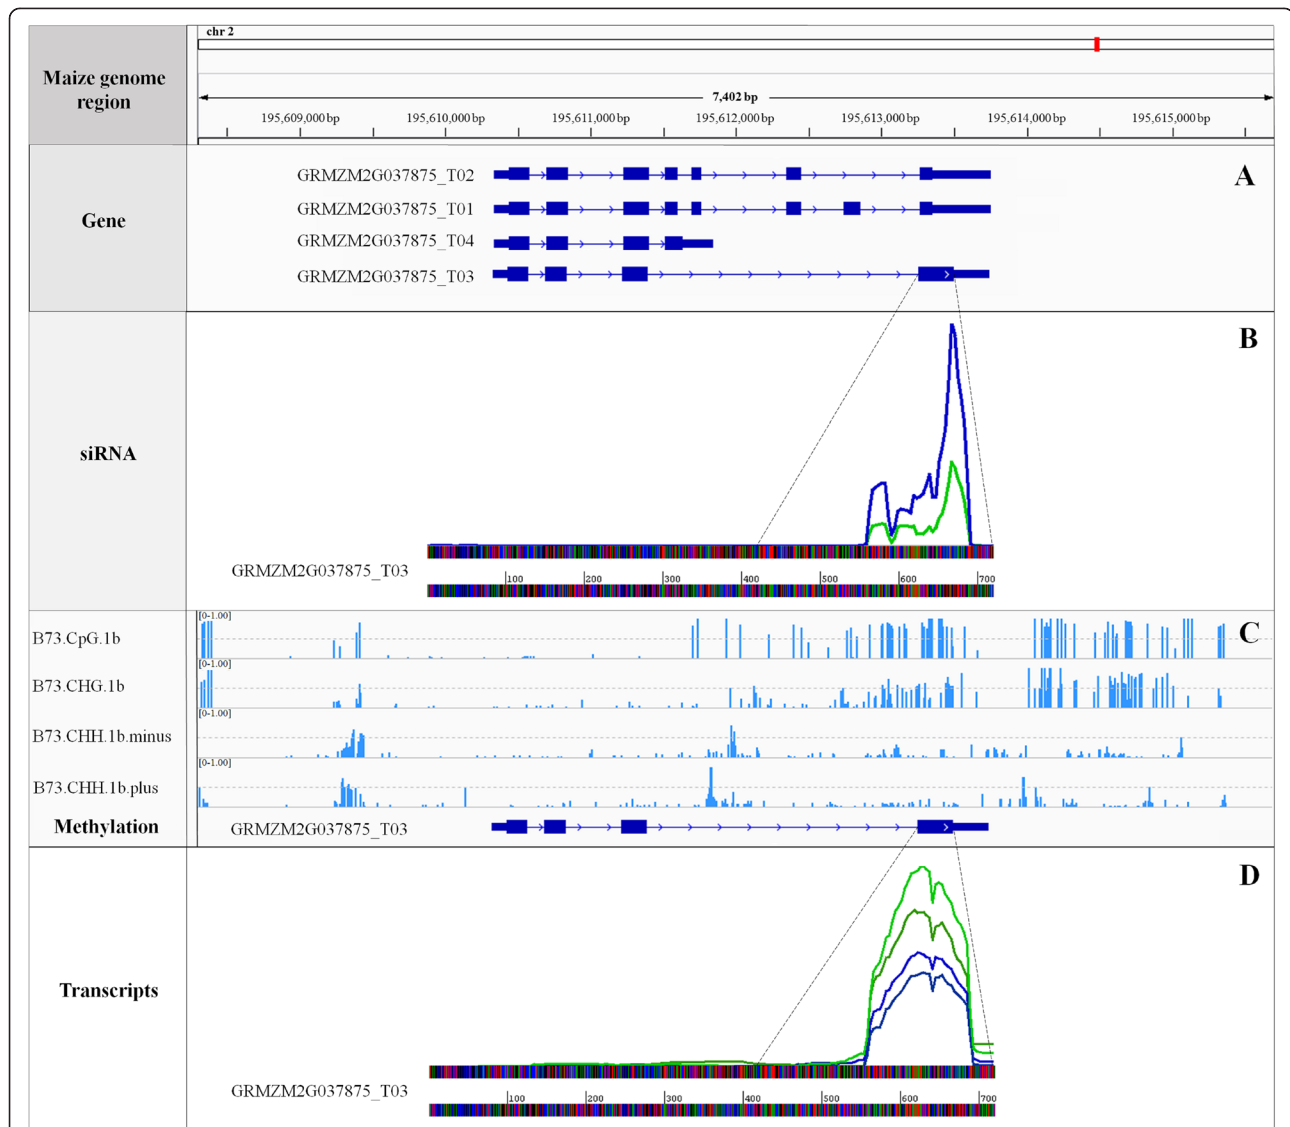 chr 2
Maize genome
region
7,402 bp
195,609,000 bp 195,610,000 bp 195,611,000 bp 195,612,000 bp 195,613,000 bp 195,614,000 bp 195,615,000 bp
Gene
A
GRMZM2G037875_T02
GRMZM2G037875_T01
GRMZM2G037875_T04
GRMZM2G037875_T03
siRNA
B
GRMZM2G037875_T03
100 200 300 400 500 600 700
C
[0-1.00]
B73.CpG.1b
[0-1.00]
B73.CHG.1b
[0-1.00]
B73.CHH.1b.minus
[0-1.00]
B73.CHH.1b.plus
Methylation
GRMZM2G037875_T03
D
Transcripts
GRMZM2G037875_T03
100 200 300 400 500 600 700